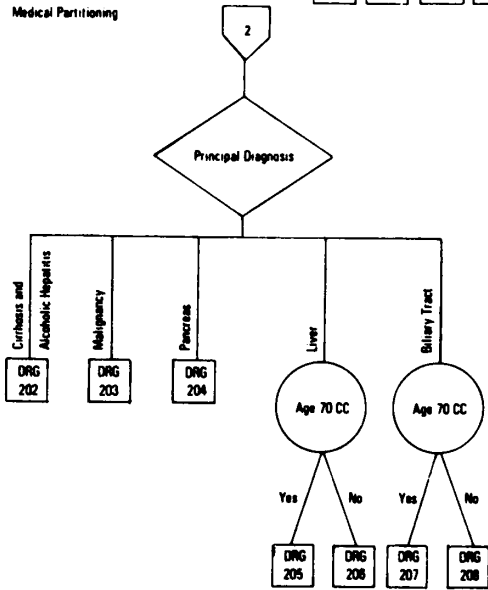 Medical Partitioning
2
Principal Diagnosis
Cirrhosis and
Alcoholic Hepatitis
Malignancy
Pancreas
Liver
Biliary Tract
DRG
202
DRG
203
DRG
204
Age 70 CC
Age 70 CC
Yes
No
Yes
No
DRG
205
DRG
206
DRG
207
DRG
208